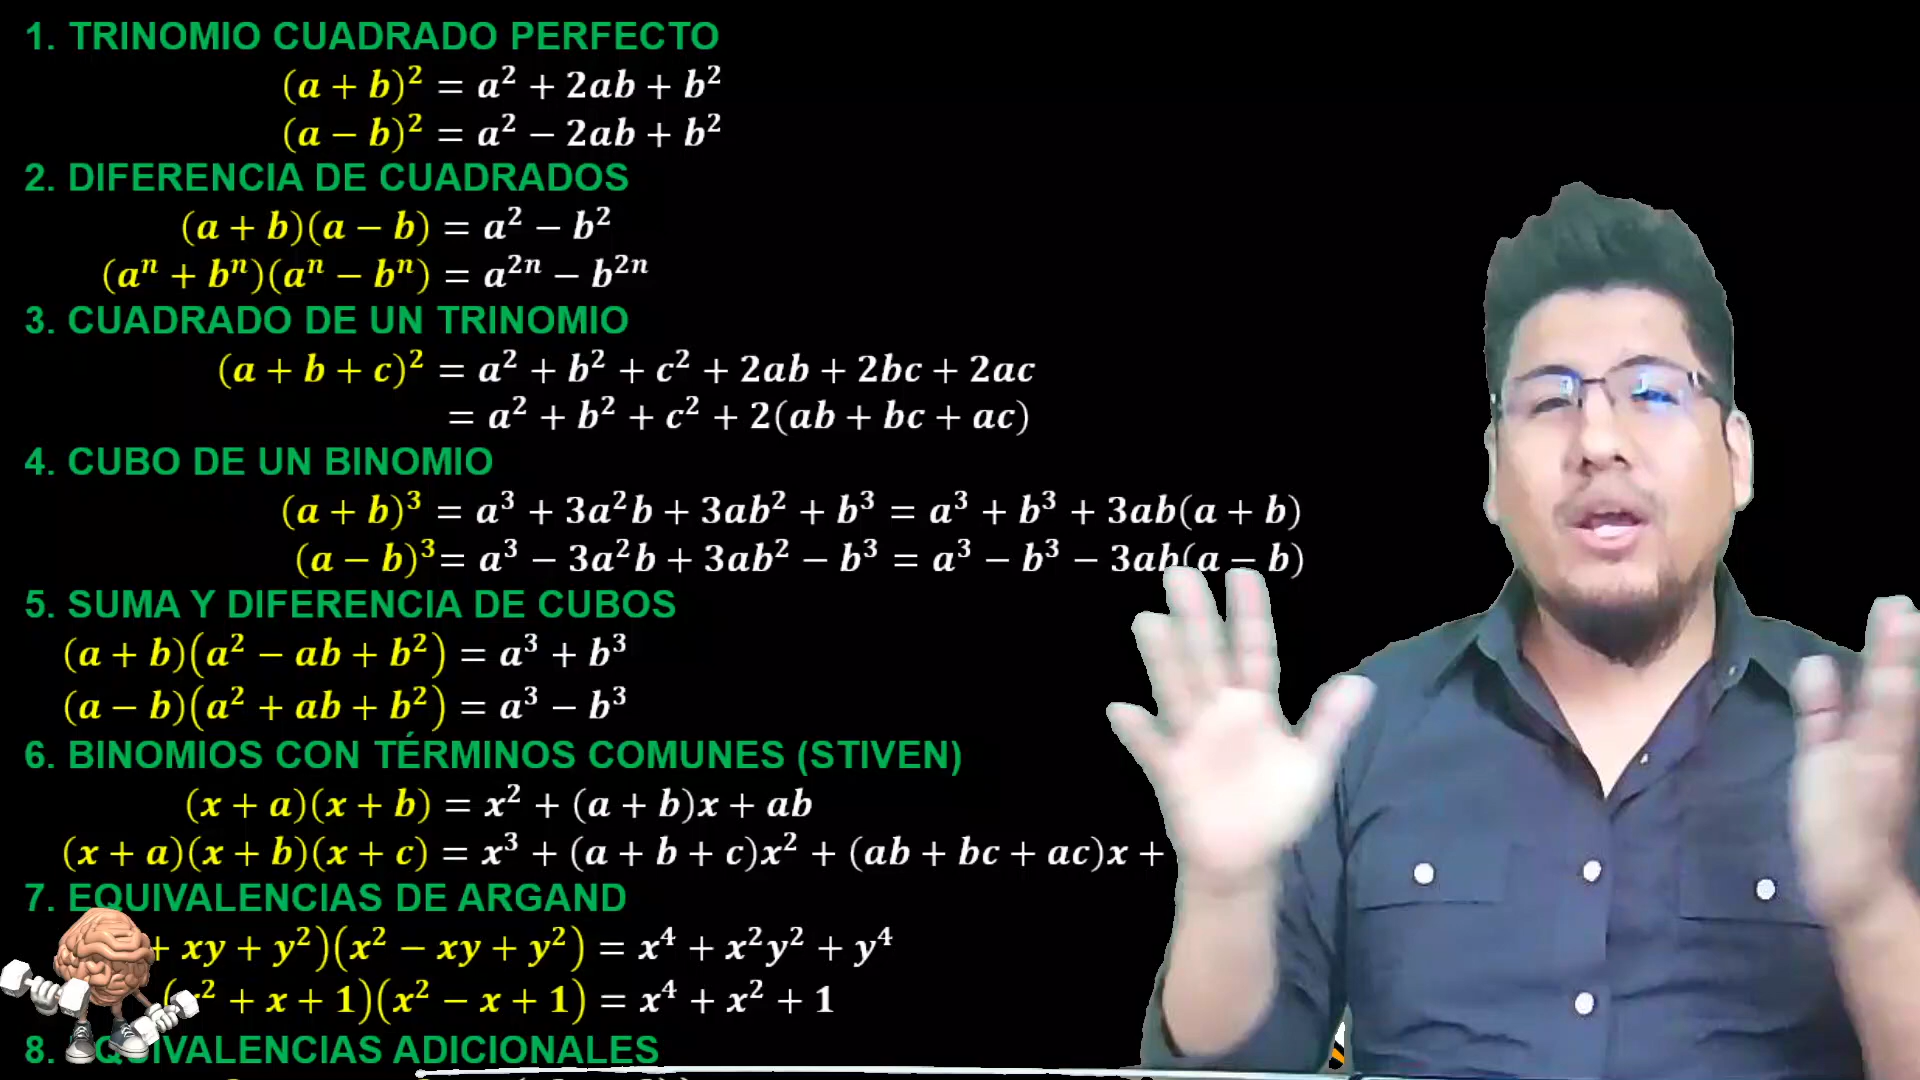 1. TRINOMIO CUADRADO PERFECTO
(a + b)² = a² + 2ab + b²
(a − b)² = a² − 2ab + b²
2. DIFERENCIA DE CUADRADOS
(a + b)(a − b) = a² − b²
(aⁿ + bⁿ)(aⁿ − bⁿ) = a²ⁿ − b²ⁿ
3. CUADRADO DE UN TRINOMIO
(a + b + c)² = a² + b² + c² + 2ab + 2bc + 2ac
= a² + b² + c² + 2(ab + bc + ac)
4. CUBO DE UN BINOMIO
(a + b)³ = a³ + 3a²b + 3ab² + b³ = a³ + b³ + 3ab(a + b)
(a − b)³= a³ − 3a²b + 3ab² − b³ = a³ − b³ − 3ab(a − b)
5. SUMA Y DIFERENCIA DE CUBOS
(a + b)(a² − ab + b²) = a³ + b³
(a − b)(a² + ab + b²) = a³ − b³
6. BINOMIOS CON TÉRMINOS COMUNES (STIVEN)
(x + a)(x + b) = x² + (a + b)x + ab
(x + a)(x + b)(x + c) = x³ + (a + b + c)x² + (ab + bc + ac)x +
7. EQUIVALENCIAS DE ARGAND
+ xy + y²)(x² − xy + y²) = x⁴ + x²y² + y⁴
(x² + x + 1)(x² − x + 1) = x⁴ + x² + 1
8. EQUIVALENCIAS ADICIONALES